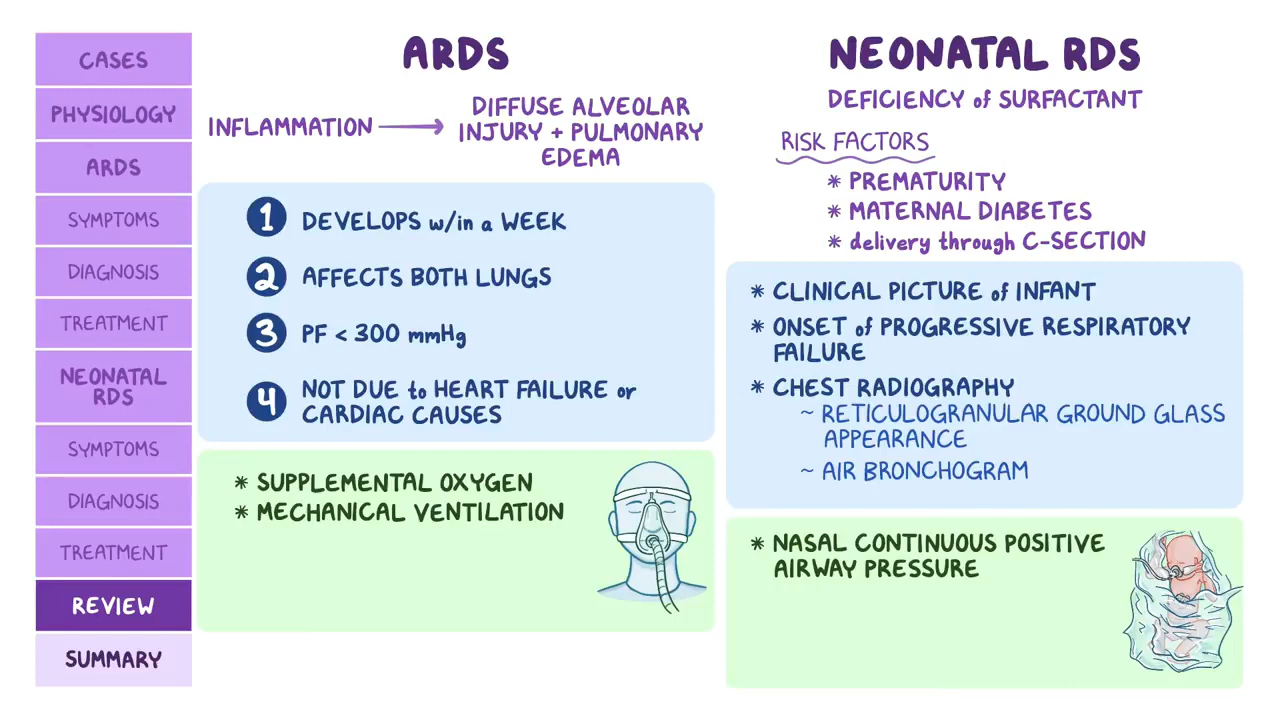 CASES
PHYSIOLOGY
ARDS
SYMPTOMS
DIAGNOSIS
TREATMENT
NEONATAL
RDS
SYMPTOMS
DIAGNOSIS
TREATMENT
REVIEW
SUMMARY
ARDS
INFLAMMATION
DIFFUSE ALVEOLAR
INJURY + PULMONARY
EDEMA
1 DEVELOPS w/in a WEEK
2 AFFECTS BOTH LUNGS
3 PF < 300 mmHg
4 NOT DUE to HEART FAILURE or
CARDIAC CAUSES
* SUPPLEMENTAL OXYGEN
* MECHANICAL VENTILATION
NEONATAL RDS
DEFICIENCY of SURFACTANT
RISK FACTORS
* PREMATURITY
* MATERNAL DIABETES
* delivery through C-SECTION
* CLINICAL PICTURE of INFANT
* ONSET of PROGRESSIVE RESPIRATORY
FAILURE
* CHEST RADIOGRAPHY
~ RETICULOGRANULAR GROUND GLASS
APPEARANCE
~ AIR BRONCHOGRAM
* NASAL CONTINUOUS POSITIVE
AIRWAY PRESSURE